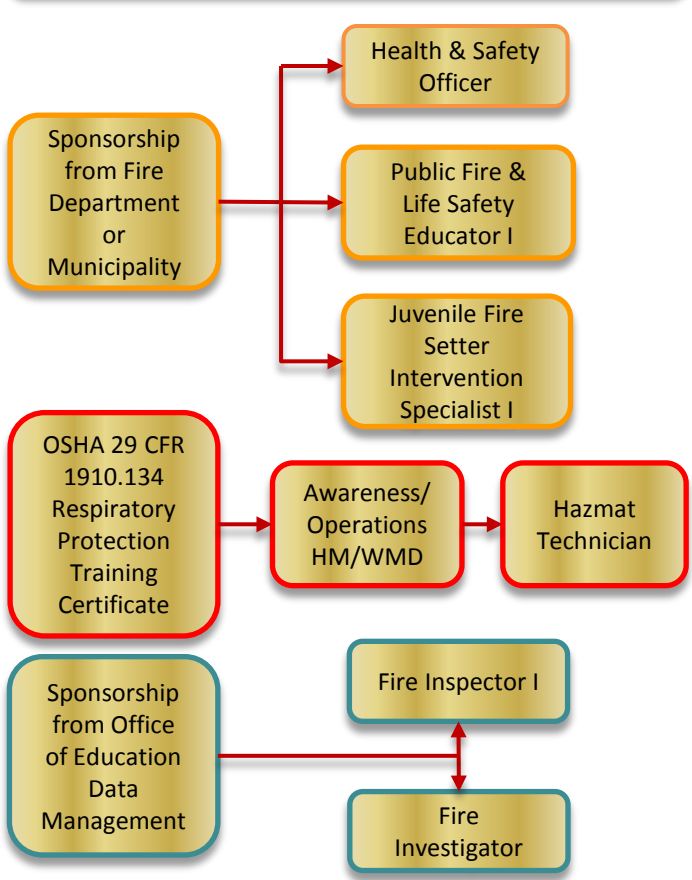 Health & Safety
Officer
Sponsorship
from Fire
Department
or
Municipality
Public Fire &
Life Safety
Educator I
Juvenile Fire
Setter
Intervention
Specialist I
OSHA 29 CFR
1910.134
Respiratory
Protection
Training
Certificate
Awareness/
Operations
HM/WMD
Hazmat
Technician
Sponsorship
from Office
of Education
Data
Management
Fire Inspector I
Fire
Investigator